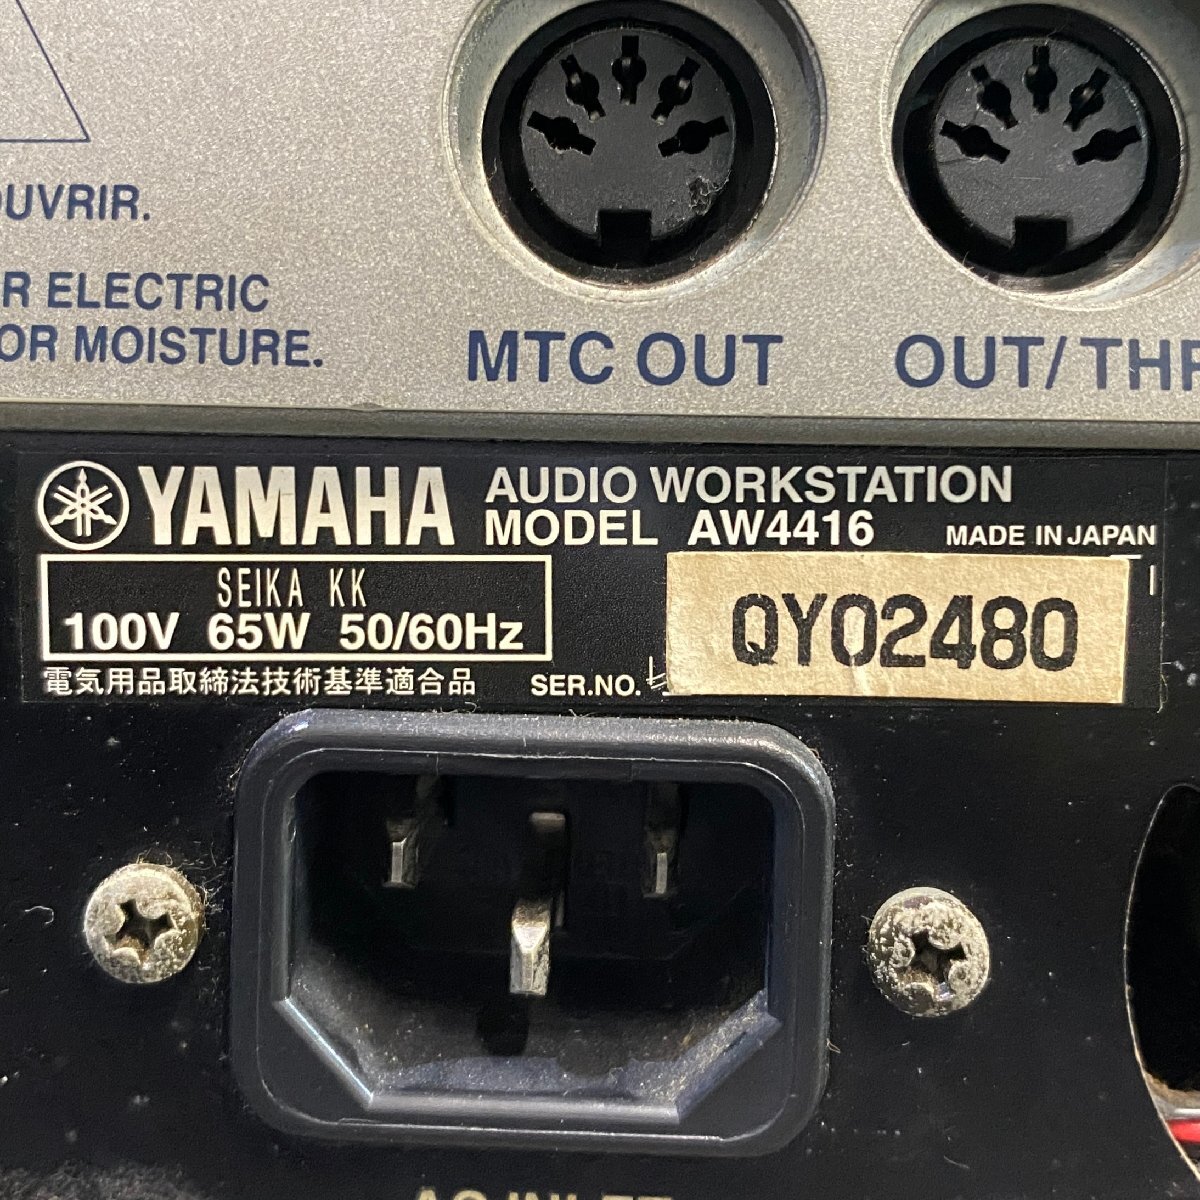 OUVRIR.
R ELECTRIC
OR MOISTURE.
MTC OUT
OUT/THR
YAMAHA
AUDIO WORKSTATION
MODEL AW4416 MADE IN JAPAN
SEIKA KK
100V 65W 50/60Hz
電気用品取締法技術基準適合品
SER.NO.
QY02480
AC INLET